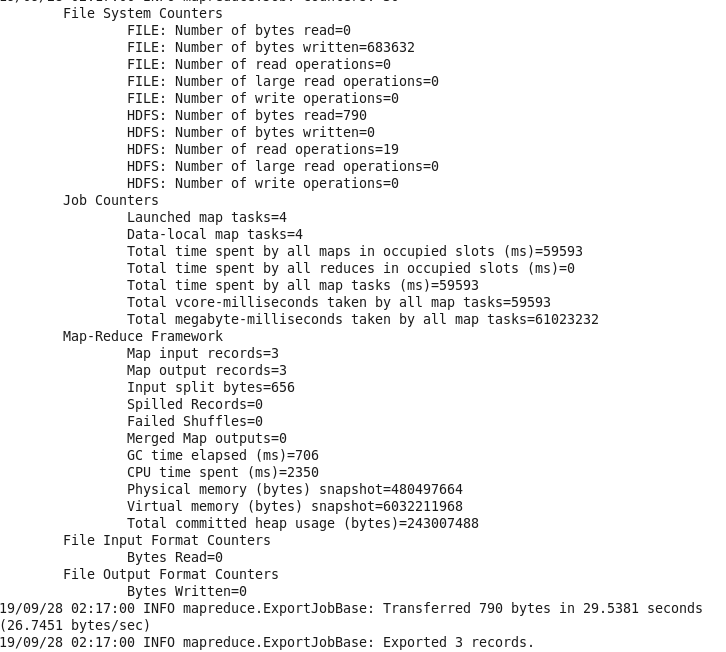 File System Counters
FILE: Number of bytes read=0
FILE: Number of bytes written=683632
FILE: Number of read operations=0
FILE: Number of large read operations=0
FILE: Number of write operations=0
HDFS: Number of bytes read=790
HDFS: Number of bytes written=0
HDFS: Number of read operations=19
HDFS: Number of large read operations=0
HDFS: Number of write operations=0
Job Counters
Launched map tasks=4
Data-local map tasks=4
Total time spent by all maps in occupied slots (ms)=59593
Total time spent by all reduces in occupied slots (ms)=0
Total time spent by all map tasks (ms)=59593
Total vcore-milliseconds taken by all map tasks=59593
Total megabyte-milliseconds taken by all map tasks=61023232
Map-Reduce Framework
Map input records=3
Map output records=3
Input split bytes=656
Spilled Records=0
Failed Shuffles=0
Merged Map outputs=0
GC time elapsed (ms)=706
CPU time spent (ms)=2350
Physical memory (bytes) snapshot=480497664
Virtual memory (bytes) snapshot=6032211968
Total committed heap usage (bytes)=243007488
File Input Format Counters
Bytes Read=0
File Output Format Counters
Bytes Written=0
19/09/28 02:17:00 INFO mapreduce.ExportJobBase: Transferred 790 bytes in 29.5381 seconds
(26.7451 bytes/sec)
19/09/28 02:17:00 INFO mapreduce.ExportJobBase: Exported 3 records.